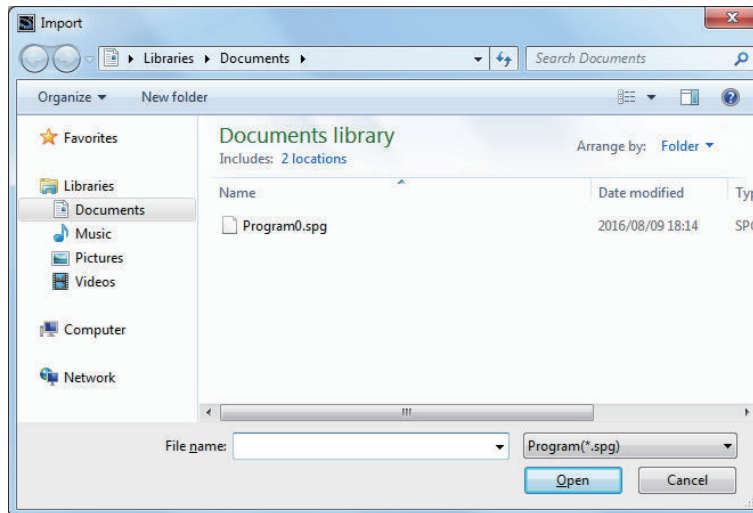 Import
Libraries Documents
Search Documents
Organize New folder
Favorites
Libraries
Documents
Music
Pictures
Videos
Computer
Network
Documents library
Includes: 2 locations
Arrange by: Folder
Name Date modified Typ
Program0.spg 2016/08/09 18:14 SPG
File name: Program(*.spg)
Open Cancel